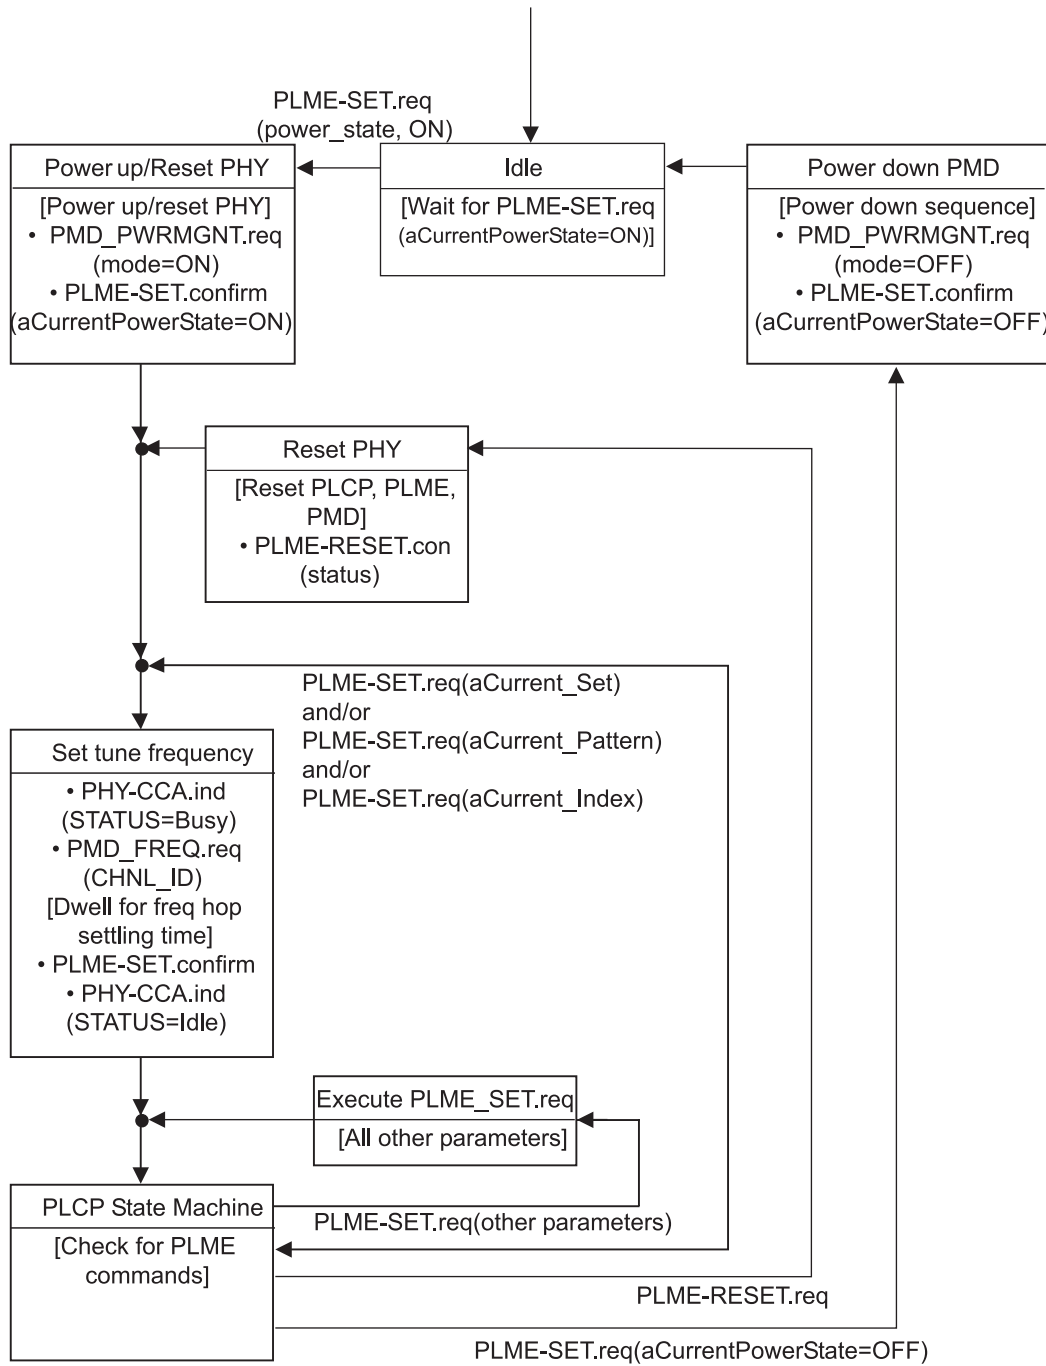 PLME-SET.req
(power_state, ON)
Power up/Reset PHY
[Power up/reset PHY]
• PMD_PWRMGNT.req
(mode=ON)
• PLME-SET.confirm
(aCurrentPowerState=ON)
Idle
[Wait for PLME-SET.req
(aCurrentPowerState=ON)]
Power down PMD
[Power down sequence]
• PMD_PWRMGNT.req
(mode=OFF)
• PLME-SET.confirm
(aCurrentPowerState=OFF)
Reset PHY
[Reset PLCP, PLME,
PMD]
• PLME-RESET.con
(status)
PLME-SET.req(aCurrent_Set)
and/or
PLME-SET.req(aCurrent_Pattern)
and/or
PLME-SET.req(aCurrent_Index)
Set tune frequency
• PHY-CCA.ind
(STATUS=Busy)
• PMD_FREQ.req
(CHNL_ID)
[Dwell for freq hop
settling time]
• PLME-SET.confirm
• PHY-CCA.ind
(STATUS=Idle)
Execute PLME_SET.req
[All other parameters]
PLCP State Machine
[Check for PLME
commands]
PLME-SET.req(other parameters)
PLME-RESET.req
PLME-SET.req(aCurrentPowerState=OFF)